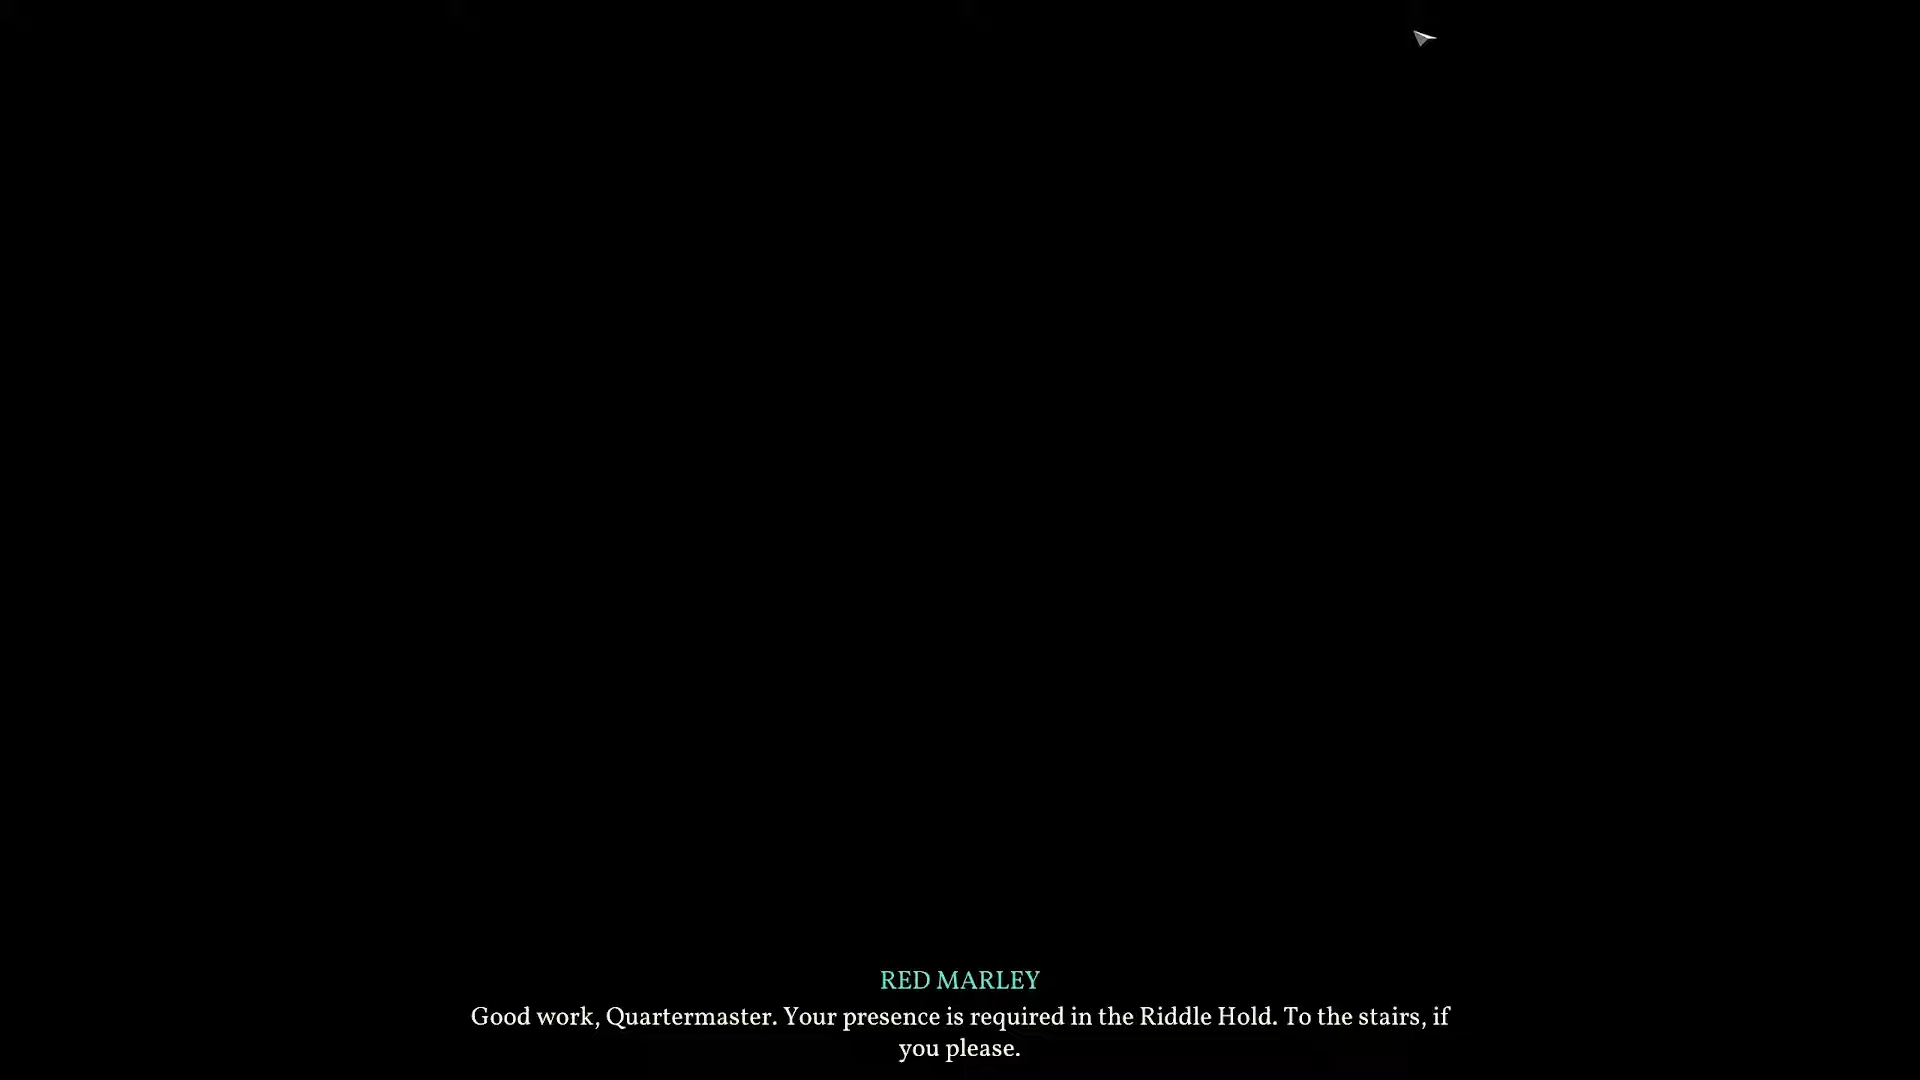 RED MARLEY
Good work, Quartermaster. Your presence is required in the Riddle Hold. To the stairs, if
you please.